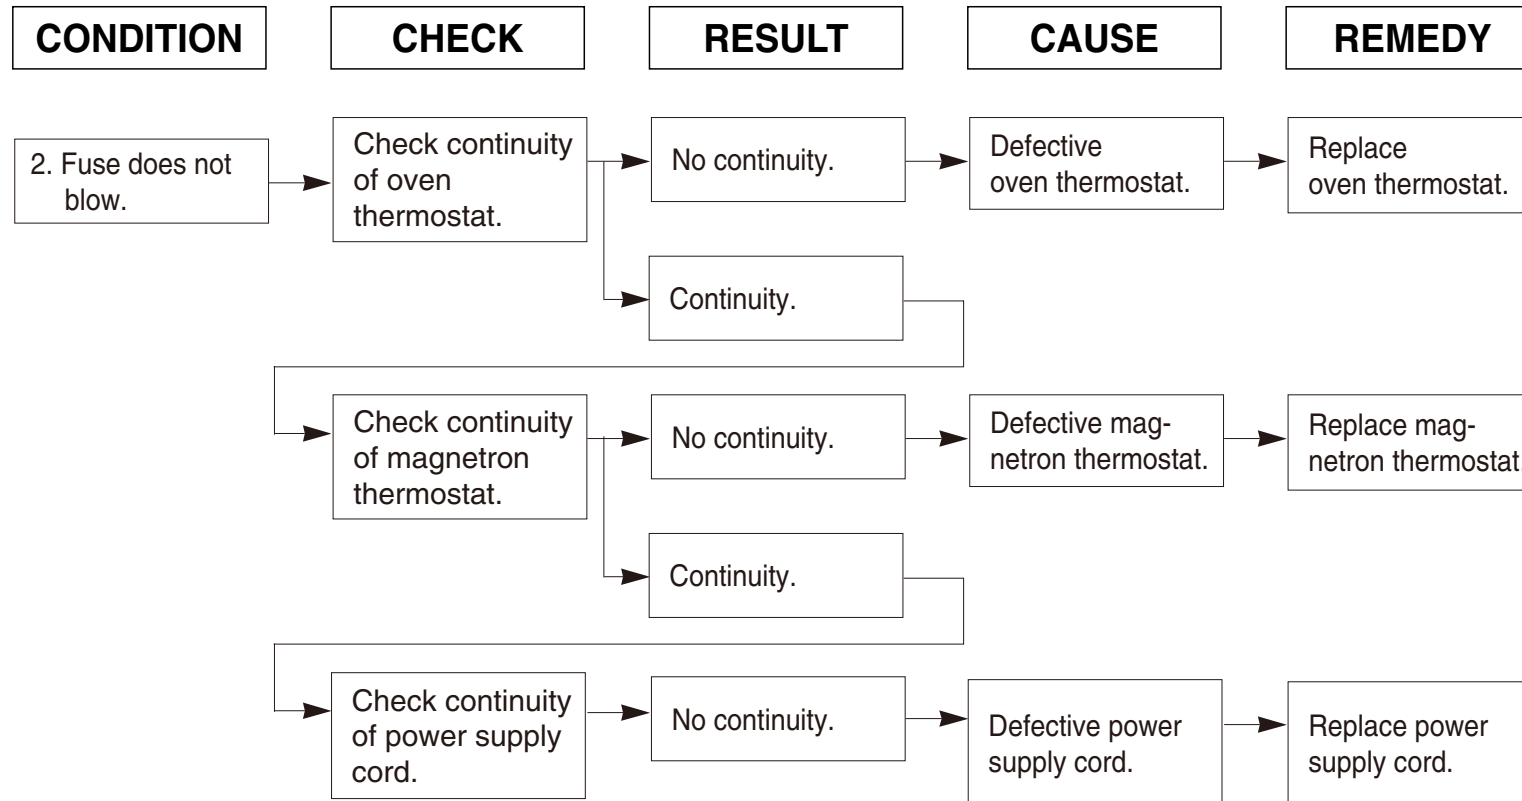 CONDITION
CHECK
RESULT
CAUSE
REMEDY
2. Fuse does not
blow.
Check continuity
of oven
thermostat.
No continuity.
Defective
oven thermostat.
Replace
oven thermostat.
Continuity.
Check continuity
of magnetron
thermostat.
No continuity.
Defective mag-
netron thermostat.
Replace mag-
netron thermostat.
Continuity.
Check continuity
of power supply
cord.
No continuity.
Defective power
supply cord.
Replace power
supply cord.